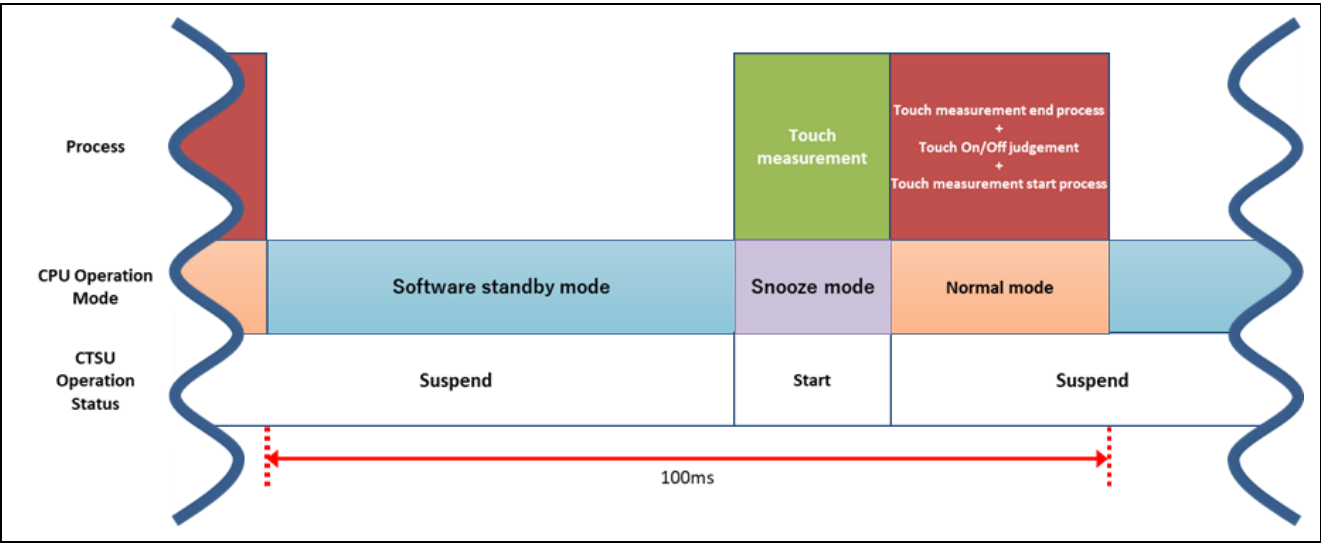 Process
Touch
measurement
Touch measurement end process
+
Touch On/Off judgement
+
Touch measurement start process
CPU Operation
Mode
Software standby mode
Snooze mode
Normal mode
CTSU
Operation
Status
Suspend
Start
Suspend
100ms